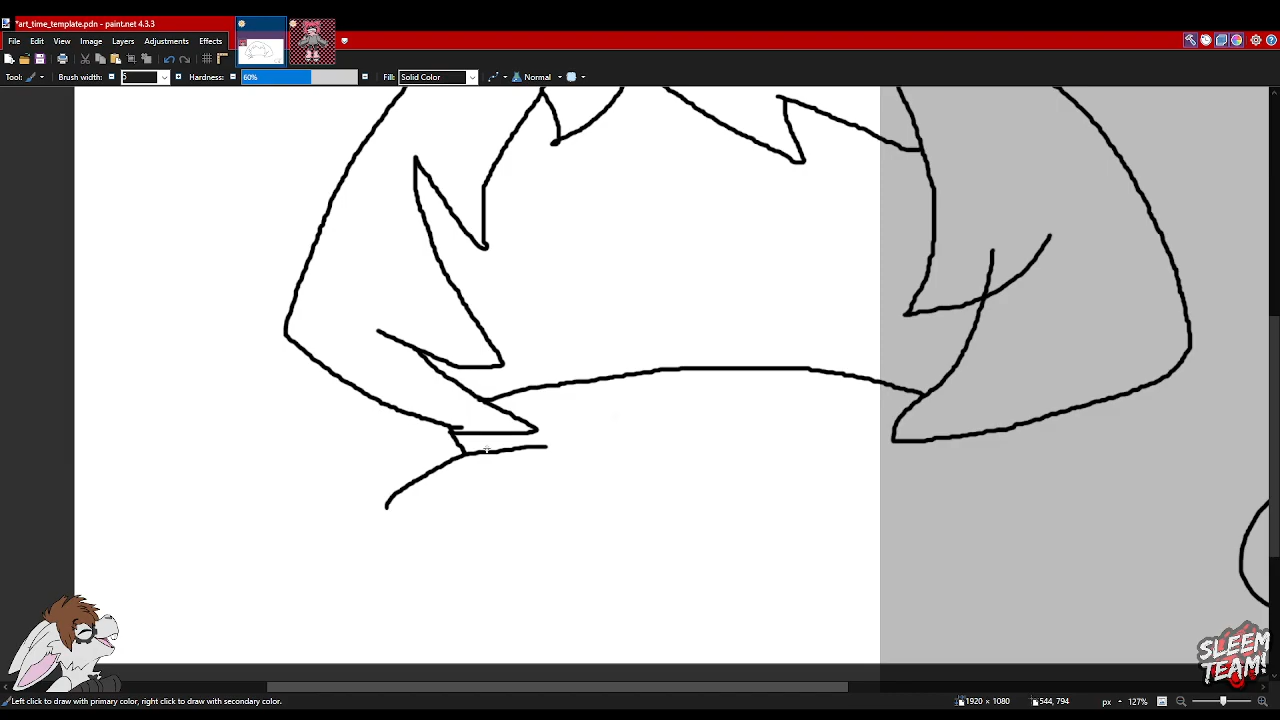 *art_time_template.pdn - paint.net 4.3.3
File Edit View Image Layers Adjustments Effects
Tool: Brush width: 5 Hardness: 60% Fill: Solid Color Normal
SLEEM
TEAM!
Left click to draw with primary color, right click to draw with secondary color. 1920 × 1080 544, 794 px 127%